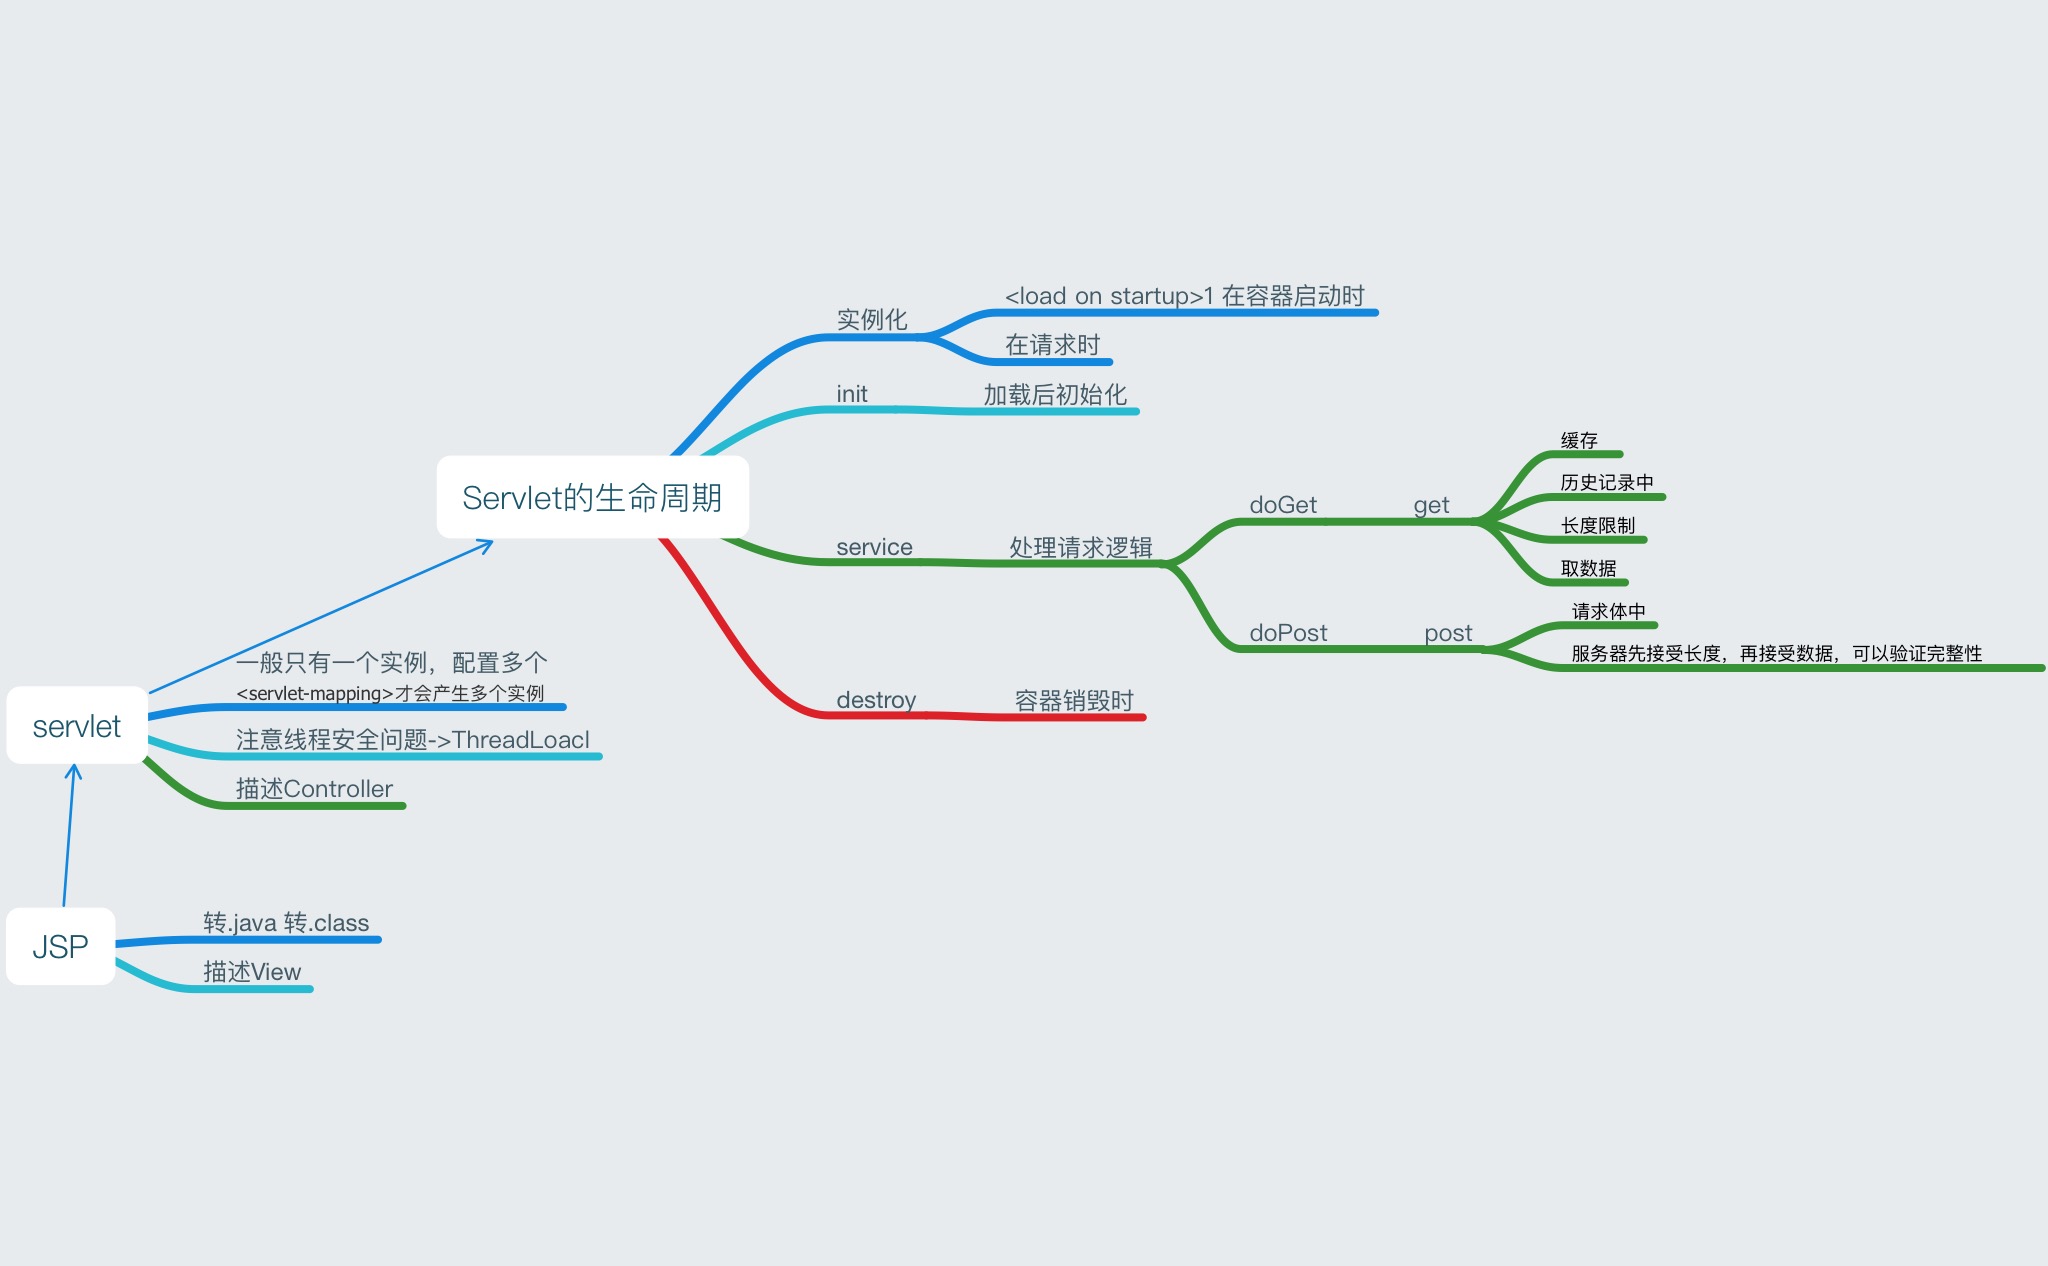 <load on startup>1 在容器启动时
实例化
在请求时
init
加载后初始化
缓存
历史记录中
Servlet的生命周期
doGet
get
长度限制
service
处理请求逻辑
取数据
请求体中
doPost
post
服务器先接受长度，再接受数据，可以验证完整性
destroy
容器销毁时
一般只有一个实例，配置多个
<servlet-mapping>才会产生多个实例
servlet
注意线程安全问题->ThreadLoacl
描述Controller
转.java 转.class
JSP
描述View